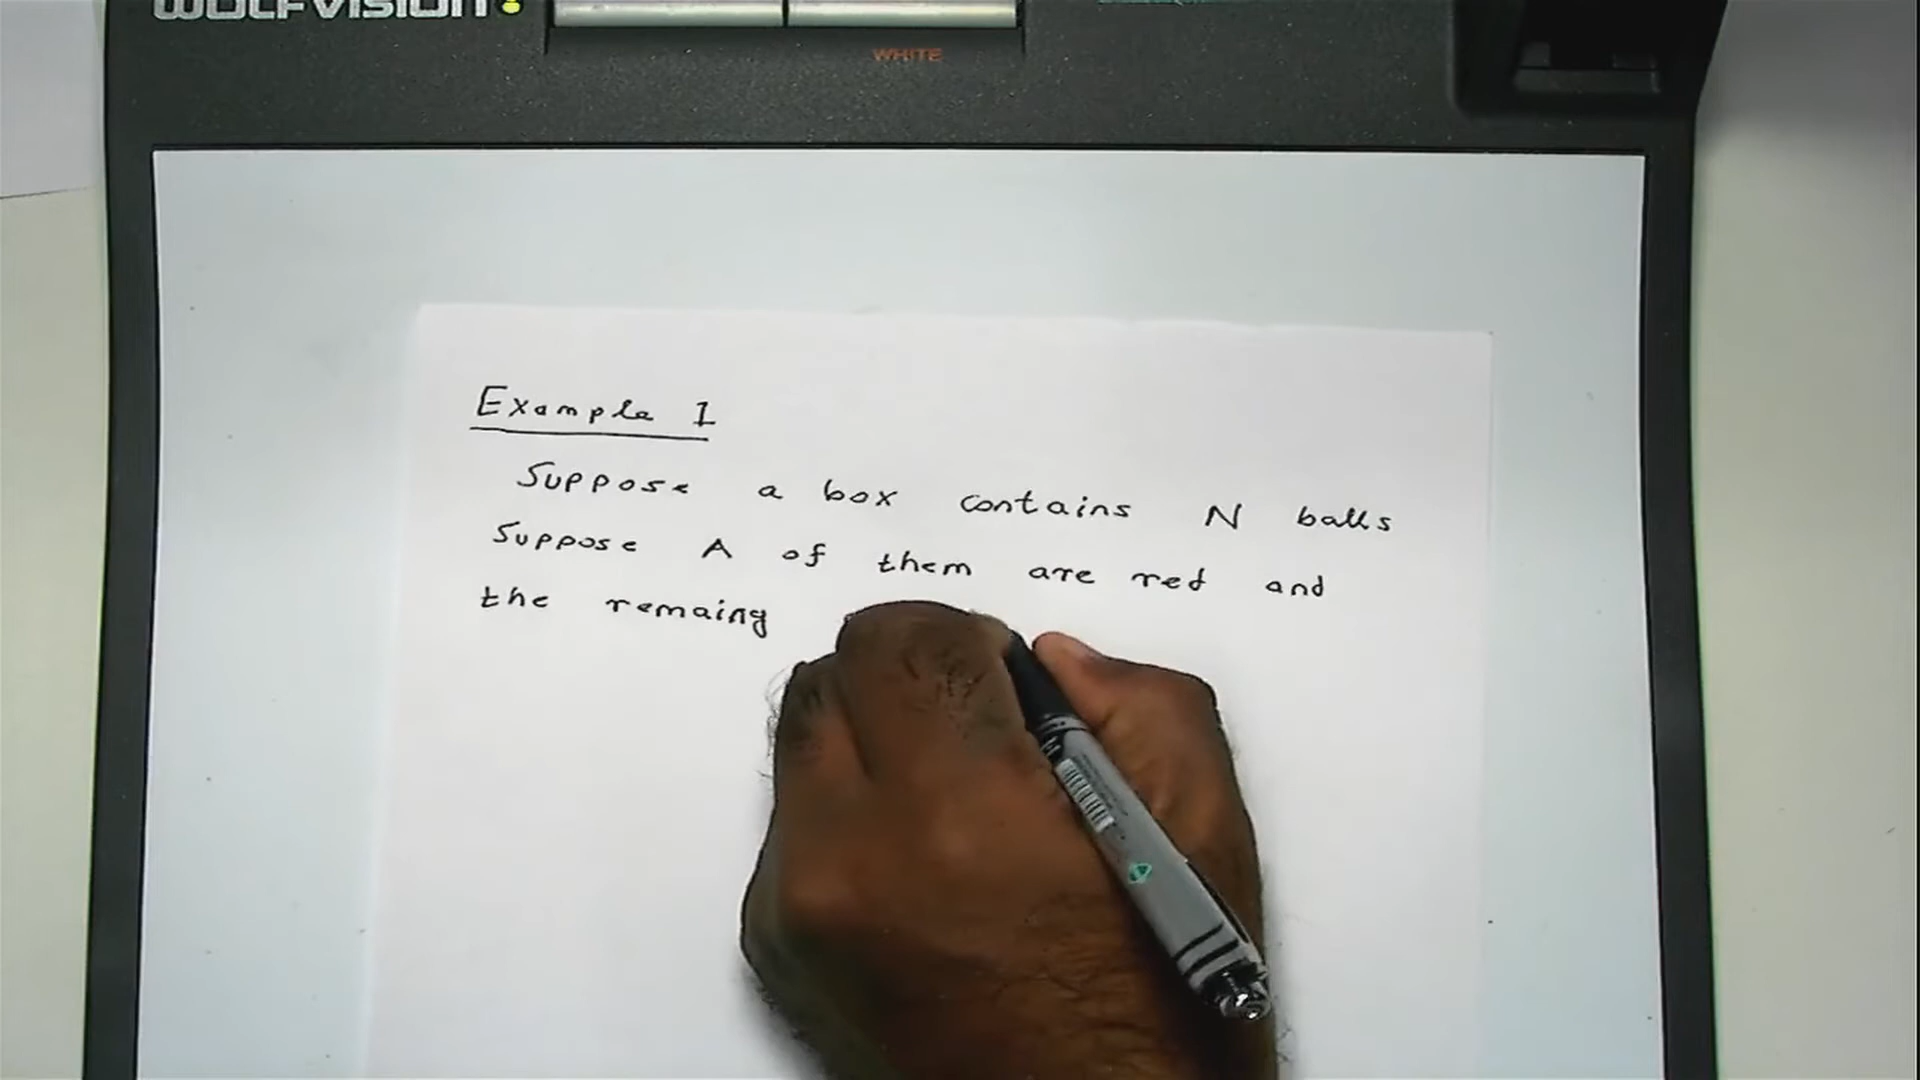 WOLFVISION
WHITE
Example 1
Suppose a box contains N balls
Suppose A of them are red and
the remaing